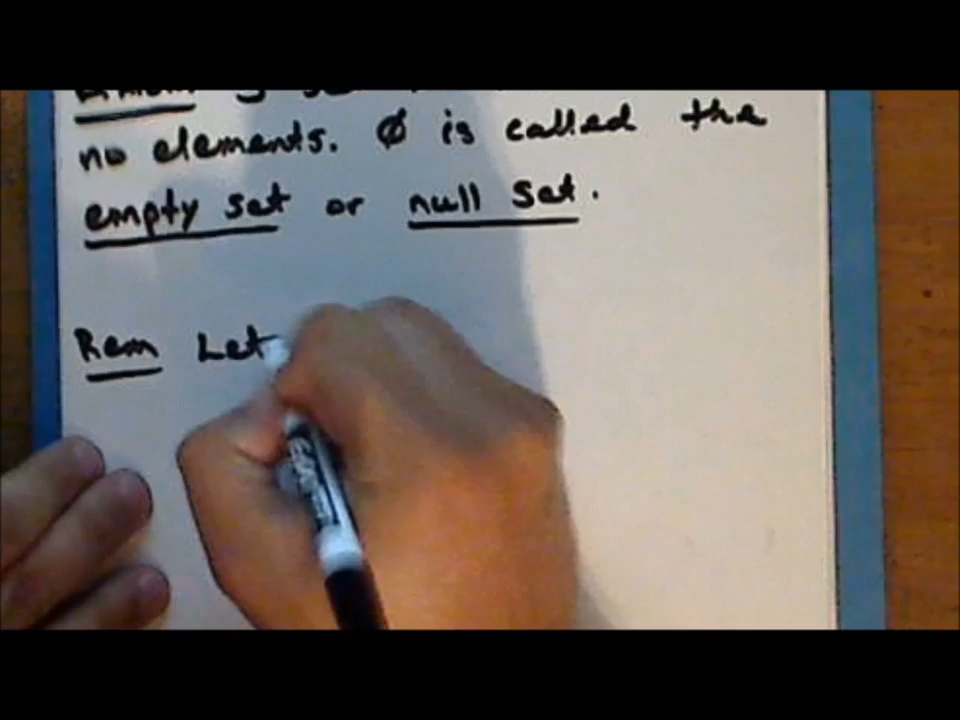 no elements. Ø is called the
empty set or null set.
Rem Let